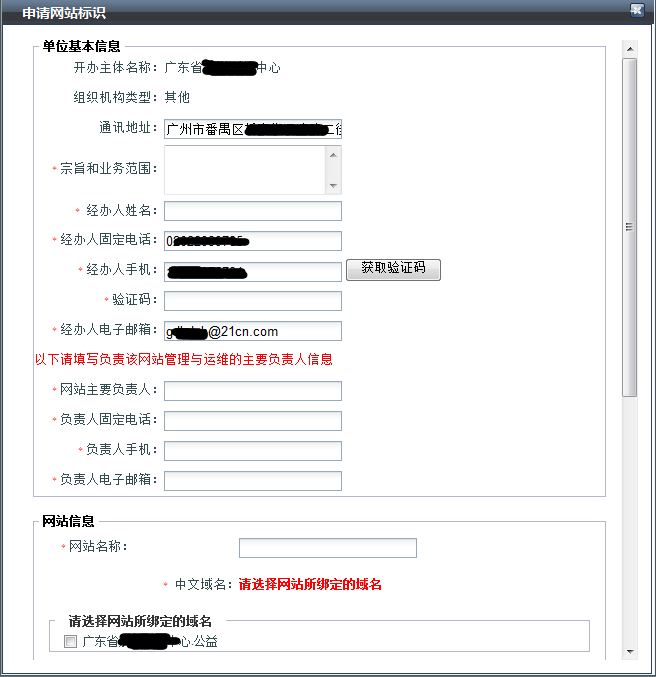 申请网站标识
单位基本信息
开办主体名称：广东省 中心
组织机构类型：其他
通讯地址：广州市番禺区
*宗旨和业务范围：
*经办人姓名：
*经办人固定电话：
*经办人手机： 获取验证码
*验证码：
*经办人电子邮箱： @21cn.com
以下请填写负责该网站管理与运维的主要负责人信息
*网站主要负责人：
*负责人固定电话：
*负责人手机：
*负责人电子邮箱：
网站信息
*网站名称：
*中文域名：请选择网站所绑定的域名
请选择网站所绑定的域名
广东省 心.公益